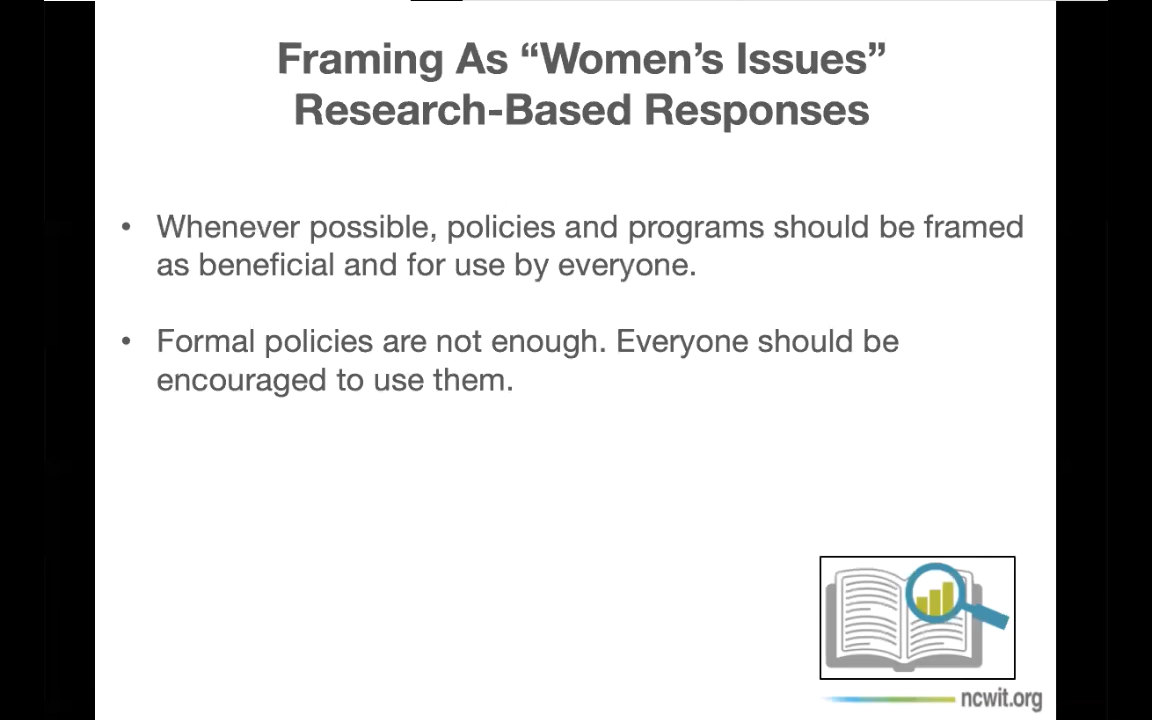 Framing As “Women’s Issues”
Research-Based Responses
• Whenever possible, policies and programs should be framed
as beneficial and for use by everyone.
• Formal policies are not enough. Everyone should be
encouraged to use them.
ncwit.org